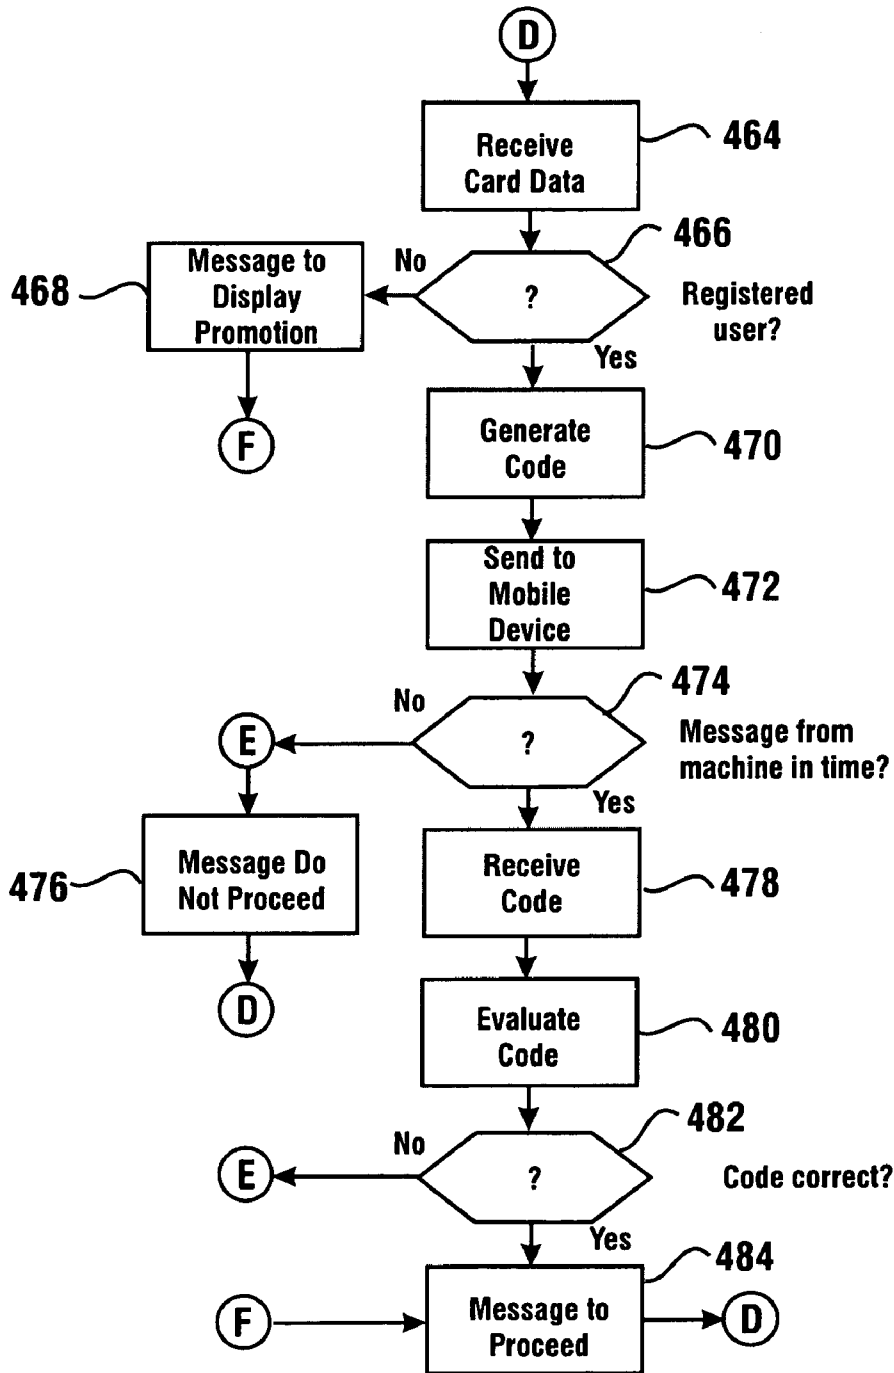 D
Receive
Card Data
464
466
No
?
Registered
user?
Yes
Message to
Display
Promotion
468
F
Generate
Code
470
Send to
Mobile
Device
472
474
No
?
Message from
machine in time?
Yes
E
Message Do
Not Proceed
476
D
Receive
Code
478
Evaluate
Code
480
482
No
?
Code correct?
Yes
E
484
F
Message to
Proceed
D